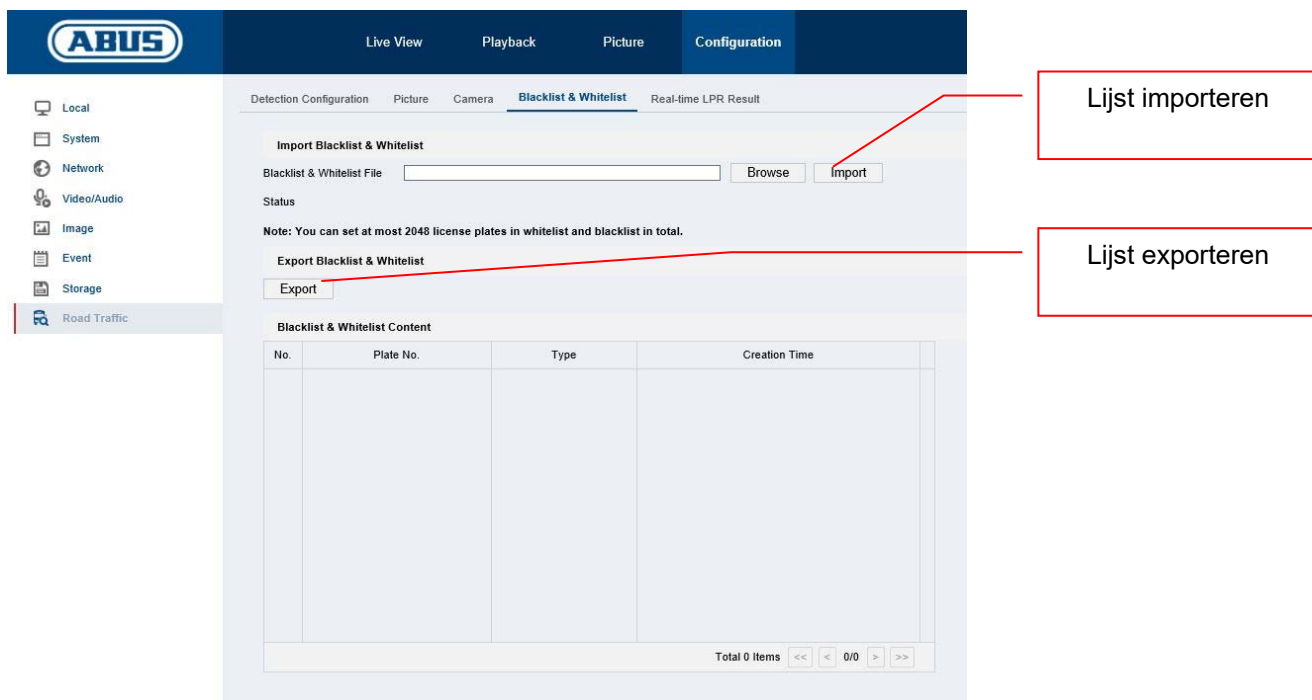 ABUS
Live View Playback Picture Configuration
Local
System
Network
Video/Audio
Image
Event
Storage
Road Traffic
Detection Configuration Picture Camera Blacklist & Whitelist Real-time LPR Result
Import Blacklist & Whitelist
Blacklist & Whitelist File Browse Import
Status
Note: You can set at most 2048 license plates in whitelist and blacklist in total.
Export Blacklist & Whitelist
Export
Blacklist & Whitelist Content
No. Plate No. Type Creation Time
Total 0 Items << < 0/0 > >>
Lijst importeren
Lijst exporteren